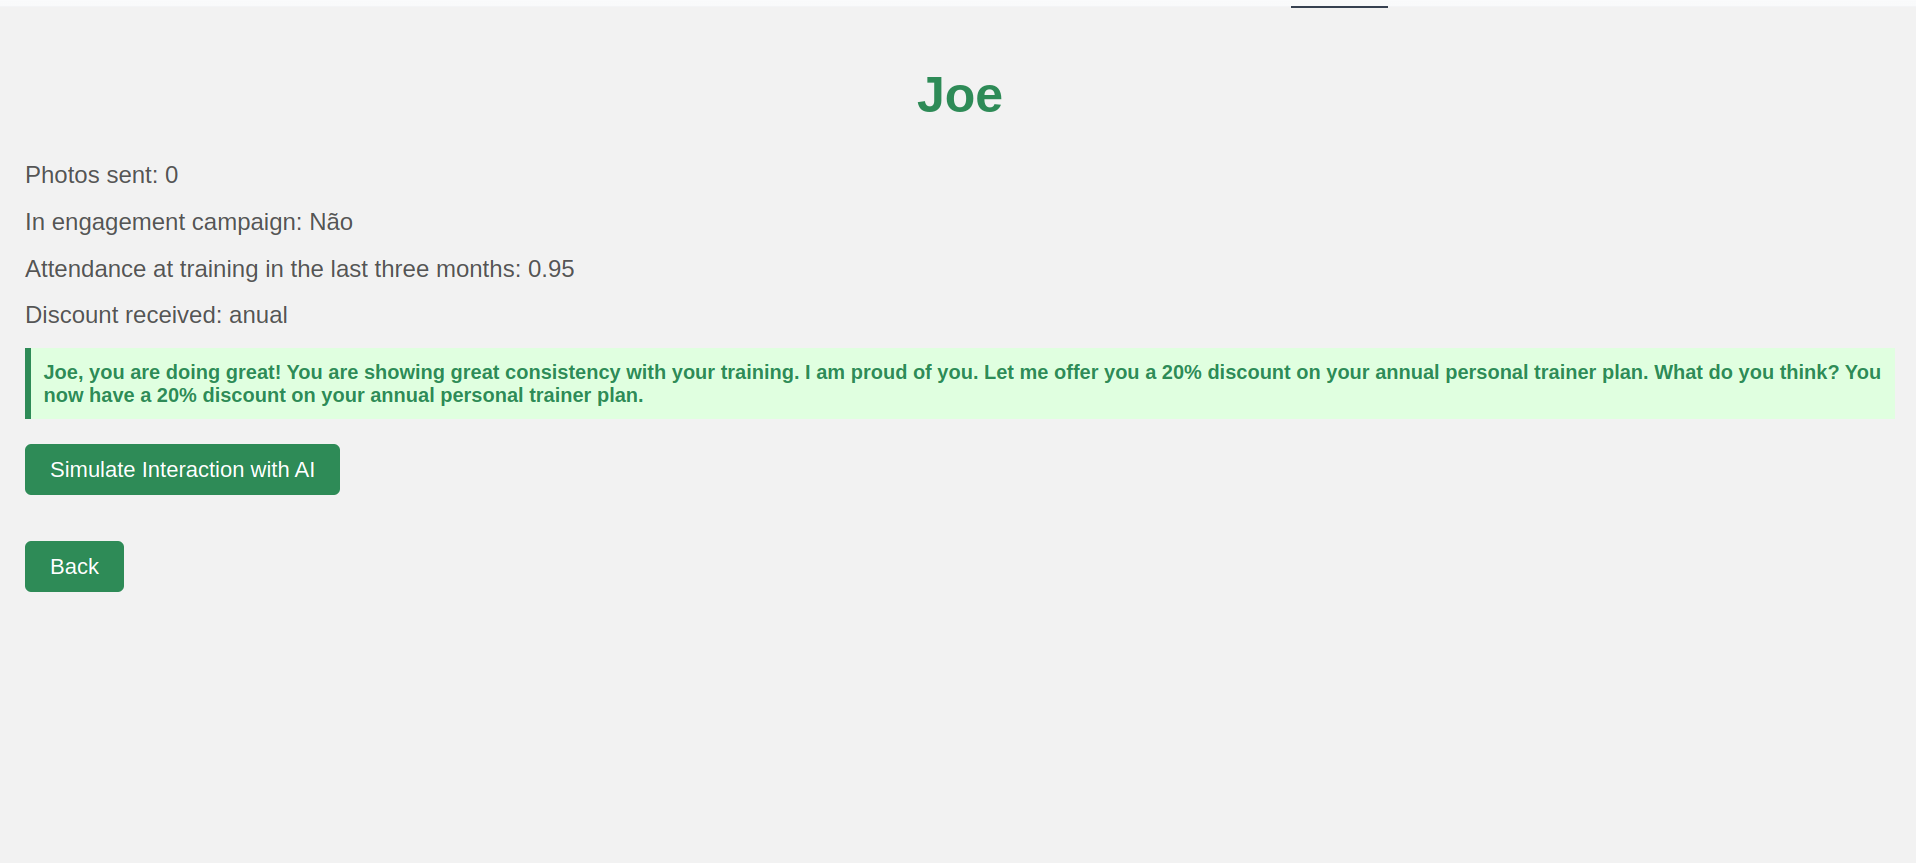 Joe
Photos sent: 0
In engagement campaign: Não
Attendance at training in the last three months: 0.95
Discount received: anual
Joe, you are doing great! You are showing great consistency with your training. I am proud of you. Let me offer you a 20% discount on your annual personal trainer plan. What do you think? You
now have a 20% discount on your annual personal trainer plan.
Simulate Interaction with AI
Back